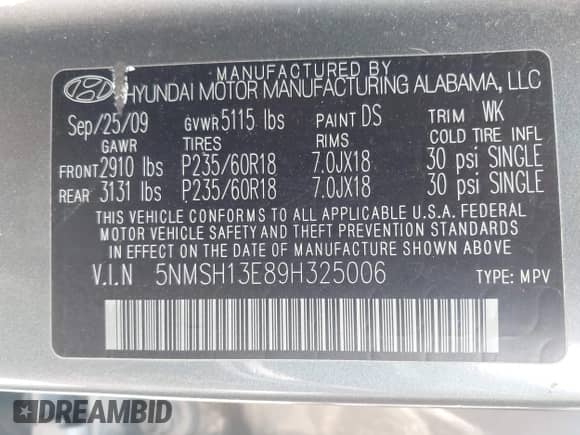 MANUFACTURED BY
HYUNDAI MOTOR MANUFACTURING ALABAMA, LLC
Sep/25/09 GVWR 5115 lbs PAINT DS TRIM WK
GAWR TIRES RIMS COLD TIRE INFL
FRONT 2910 lbs P235/60R18 7.0JX18 30 psi SINGLE
REAR 3131 lbs P235/60R18 7.0JX18 30 psi SINGLE
THIS VEHICLE CONFORMS TO ALL APPLICABLE U.S.A. FEDERAL
MOTOR VEHICLE SAFETY AND THEFT PREVENTION STANDARDS
IN EFFECT ON THE DATE OF MANUFACTURE SHOWN ABOVE.
V.I.N 5NMSH13E89H325006 TYPE: MPV
DREAMBID